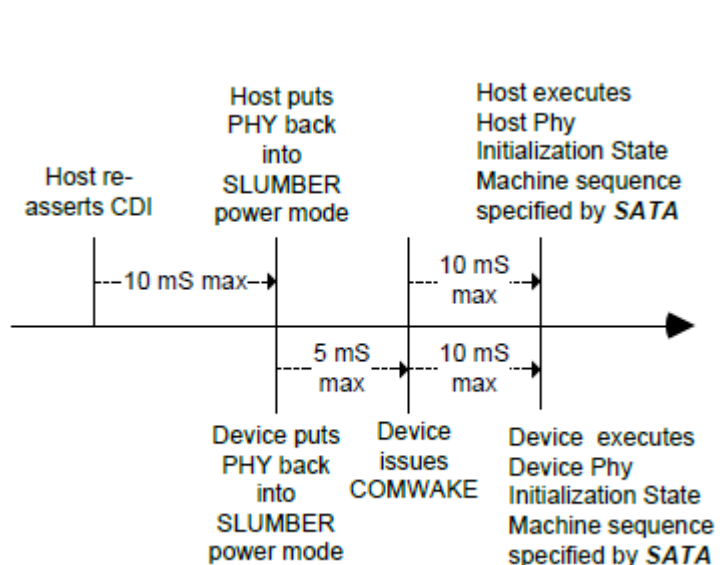 Host re-
asserts CDI
Host puts
PHY back
into
SLUMBER
power mode
Host executes
Host Phy
Initialization State
Machine sequence
specified by SATA
10 mS max
10 mS
max
5 mS
max
10 mS
max
Device puts
PHY back
into
SLUMBER
power mode
Device
issues
COMWAKE
Device executes
Device Phy
Initialization State
Machine sequence
specified by SATA